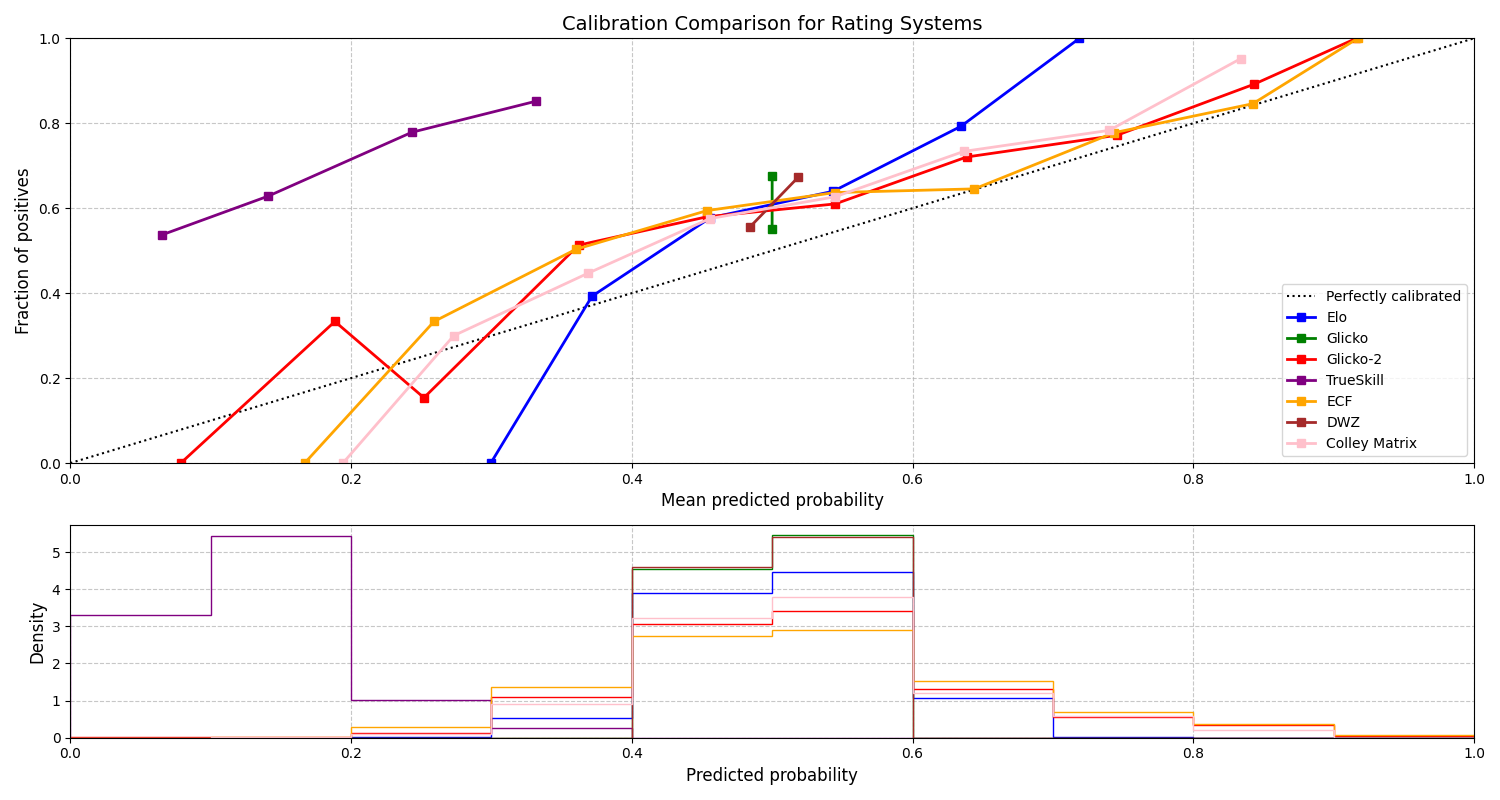 Calibration Comparison for Rating Systems
1.0
0.8
0.6
0.4
0.2
0.0
Fraction of positives
Perfectly calibrated
Elo
Glicko
Glicko-2
TrueSkill
ECF
DWZ
Colley Matrix
0.0 0.2 0.4 0.6 0.8 1.0
Mean predicted probability
5
4
3
2
1
0
Density
0.0 0.2 0.4 0.6 0.8 1.0
Predicted probability